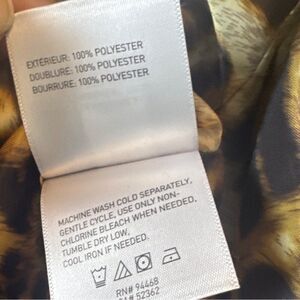 EXTÉRIEUR: 100% POLYESTER
DOUBLURE: 100% POLYESTER
BOURRURE: 100% POLYESTER
MACHINE WASH COLD SEPARATELY,
GENTLE CYCLE, USE ONLY NON-
CHLORINE BLEACH WHEN NEEDED.
TUMBLE DRY LOW,
COOL IRON IF NEEDED.
RN# 94468
CA# 52362